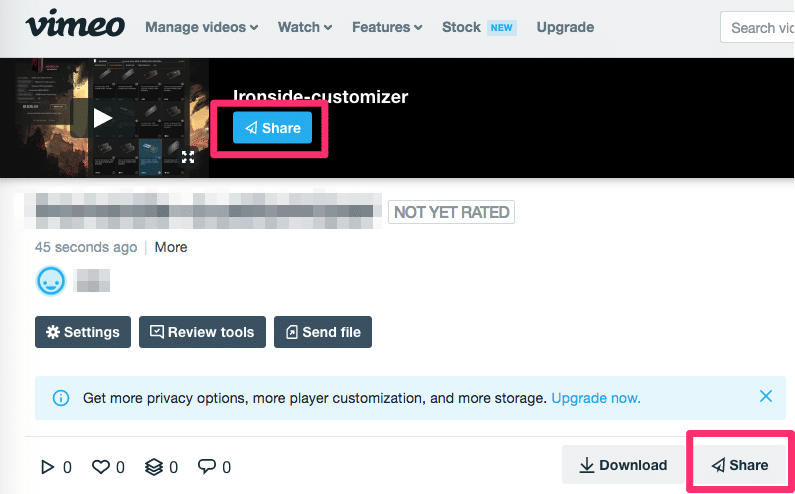 vimeo Manage videos Watch Features Stock NEW Upgrade Search vid
Ironside-customizer
Share
NOT YET RATED
45 seconds ago | More
Settings Review tools Send file
Get more privacy options, more player customization, and more storage. Upgrade now.
0 0 0 0 Download Share